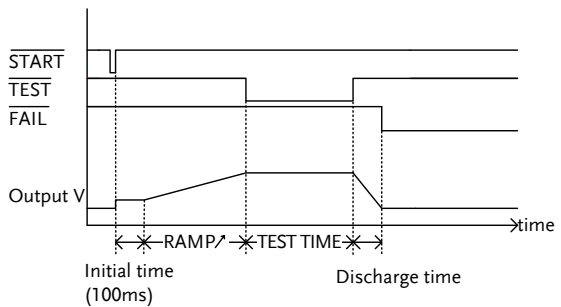 START
TEST
FAIL
Output V
time
RAMP↗ TEST TIME
Initial time
(100ms)
Discharge time